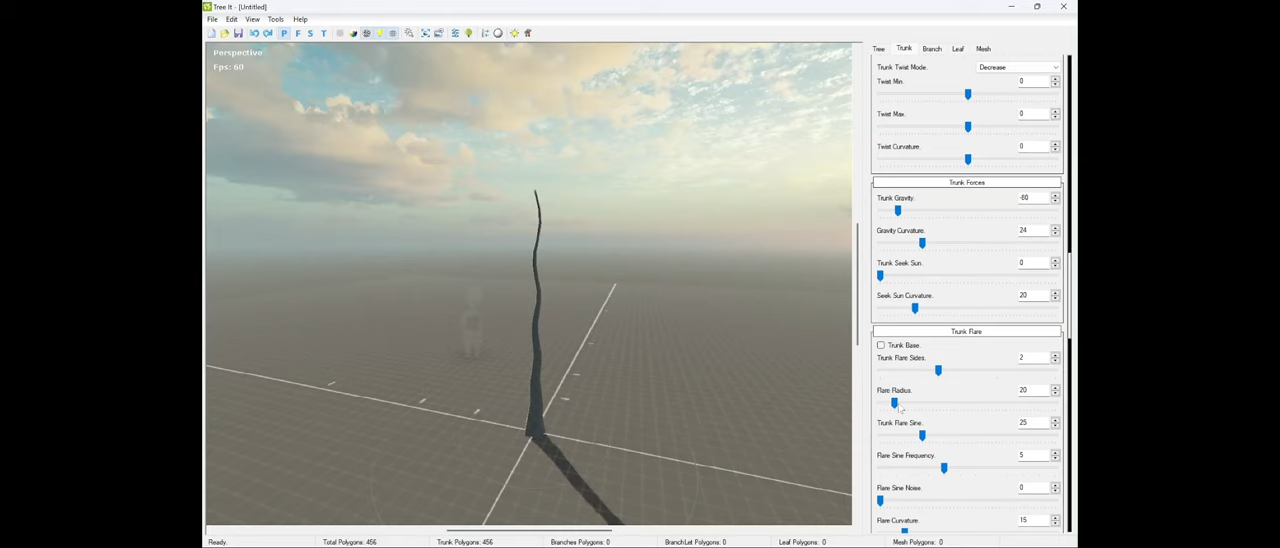 Tree It - [Untitled]
File Edit View Tools Help
P F S T
Perspective
Fps: 60
Tree Trunk Branch Leaf Mesh
Trunk Twist Mode. Decrease
Twist Min. 0
Twist Max. 0
Twist Curvature. 0
Trunk Forces
Trunk Gravity. -80
Gravity Curvature. 24
Trunk Seek Sun. 0
Seek Sun Curvature. 20
Trunk Flare
Trunk Base.
Trunk Flare Sides. 2
Flare Radius. 20
Trunk Flare Sine. 25
Flare Sine Frequency. 5
Flare Sine Noise. 0
Flare Curvature. 15
Ready. Total Polygons: 456 Trunk Polygons: 456 Branches Polygons: 0 BranchLet Polygons: 0 Leaf Polygons: 0 Mesh Polygons: 0